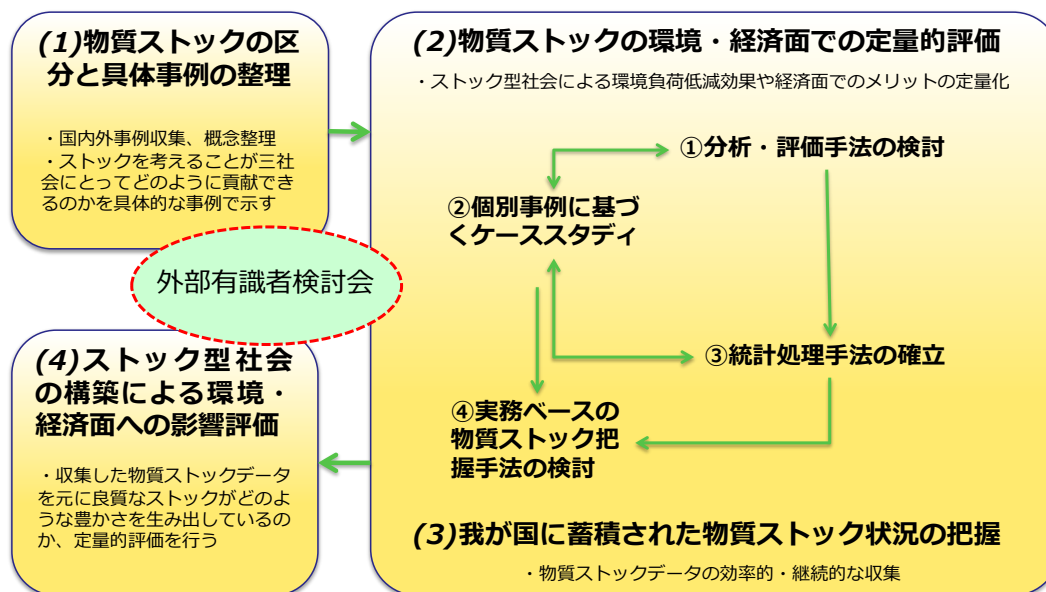 (1)物質ストックの区
分と具体事例の整理
・国内外事例収集、概念整理
・ストックを考えることが三社
会にとってどのように貢献でき
るのかを具体的な事例で示す
外部有識者検討会
(4)ストック型社会
の構築による環境・
経済面への影響評価
・収集した物質ストックデータ
を元に良質なストックがどのよ
うな豊かさを生み出しているの
か、定量的評価を行う
(2)物質ストックの環境・経済面での定量的評価
・ストック型社会による環境負荷低減効果や経済面でのメリットの定量化
①分析・評価手法の検討
②個別事例に基づ
くケーススタディ
③統計処理手法の確立
④実務ベースの
物質ストック把
握手法の検討
(3)我が国に蓄積された物質ストック状況の把握
・物質ストックデータの効率的・継続的な収集